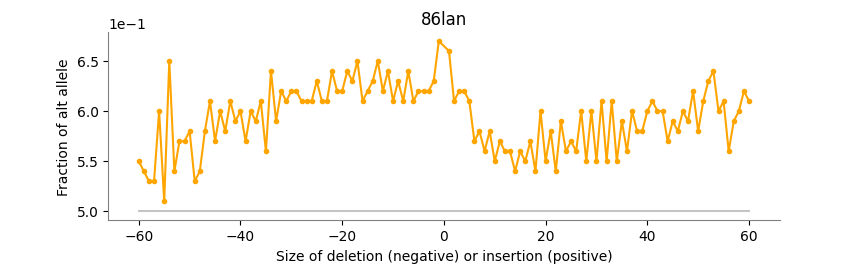 86lan
1e−1
6.5
6.0
5.5
5.0
Fraction of alt allele
−60 −40 −20 0 20 40 60
Size of deletion (negative) or insertion (positive)